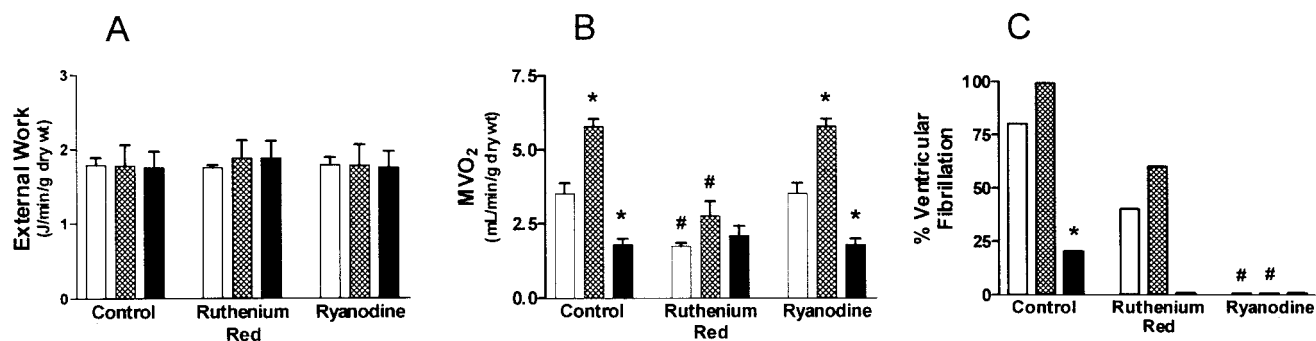 A
B
C
External Work
(J/min/g dry wt)
3
2
1
0
Control
Ruthenium
Red
Ryanodine
MVO₂
(mL/min/g dry wt)
7.5
5.0
2.5
0.0
*
*
#
#
*
*
Control
Ruthenium
Red
Ryanodine
% Ventricular
Fibrillation
100
75
50
25
0
*
# #
Control
Ruthenium
Red
Ryanodine